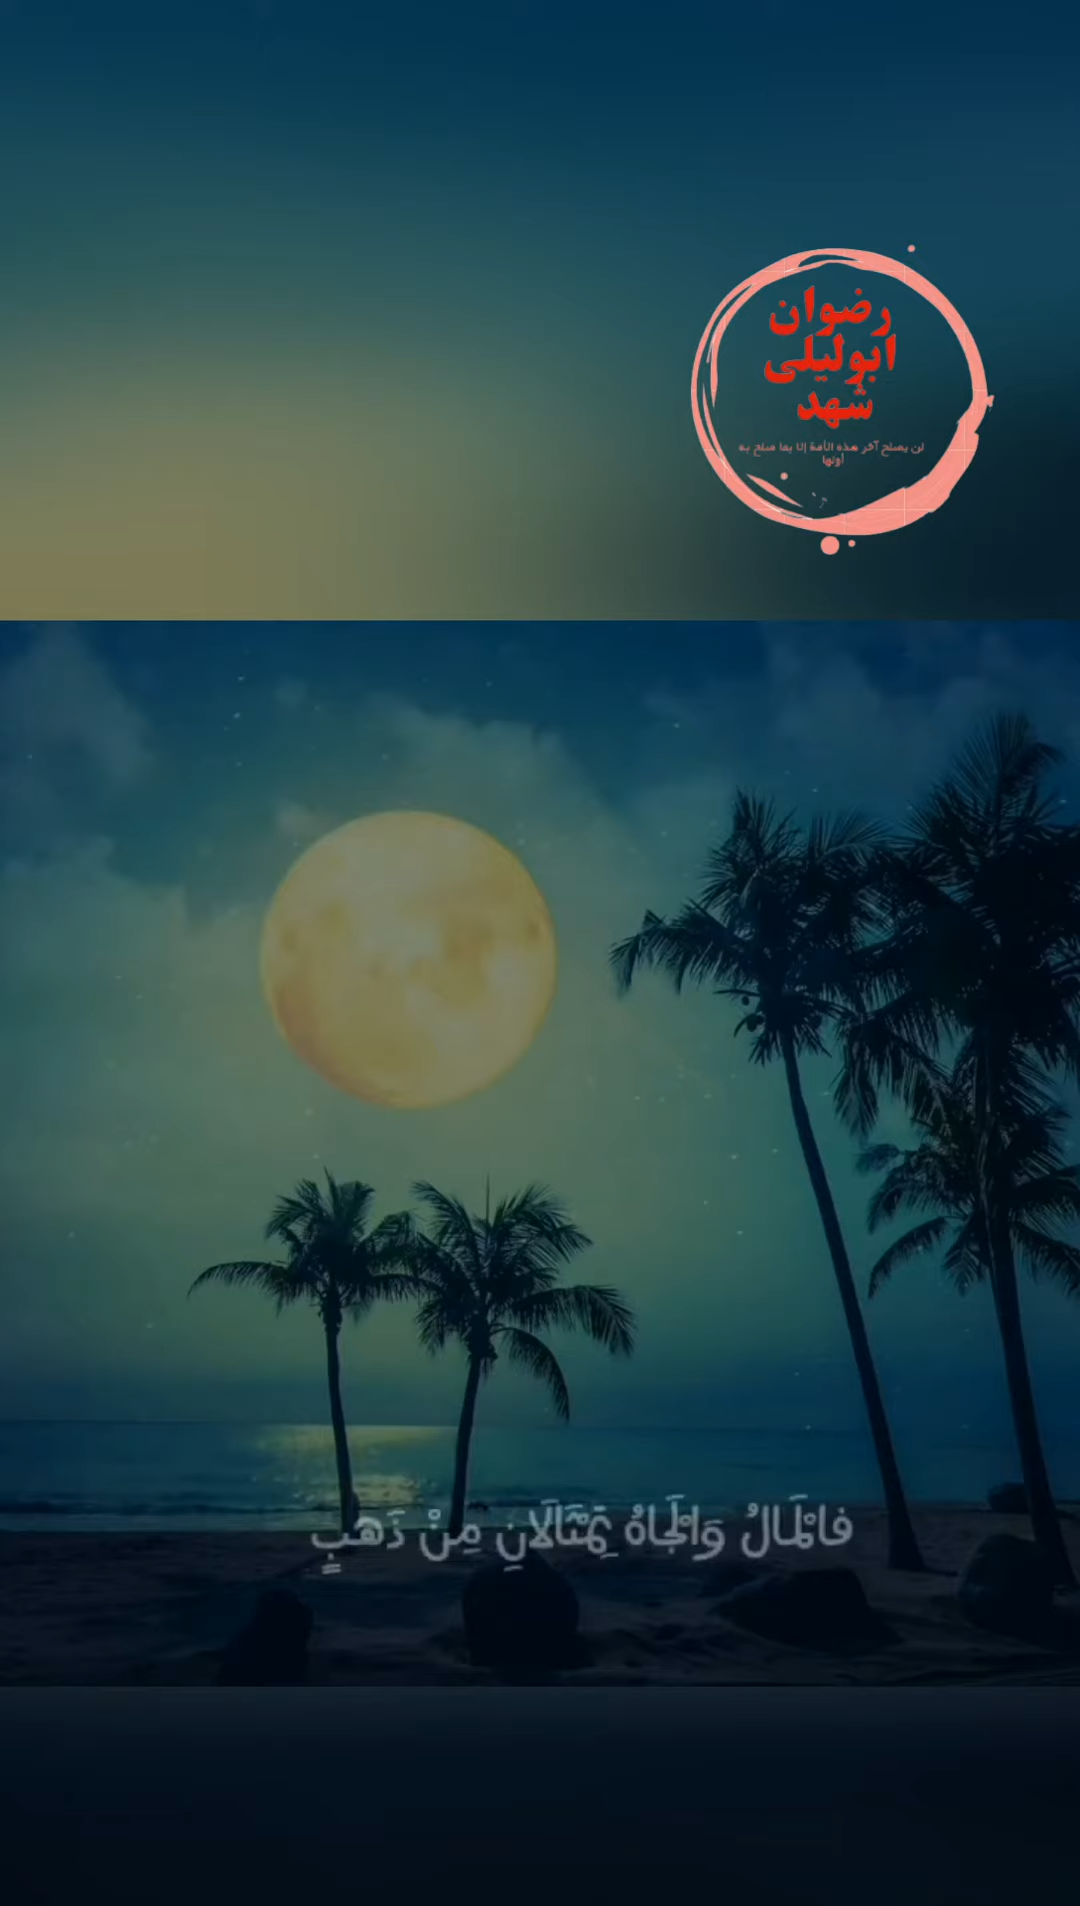 رضوان
ابوليلى
شهد
لن يصلح آخر هذه الأمة إلا بما صلح به
أولها
فَالْمَالُ وَالْجَاهُ تِمْثَالَانِ مِنْ ذَهَبٍ